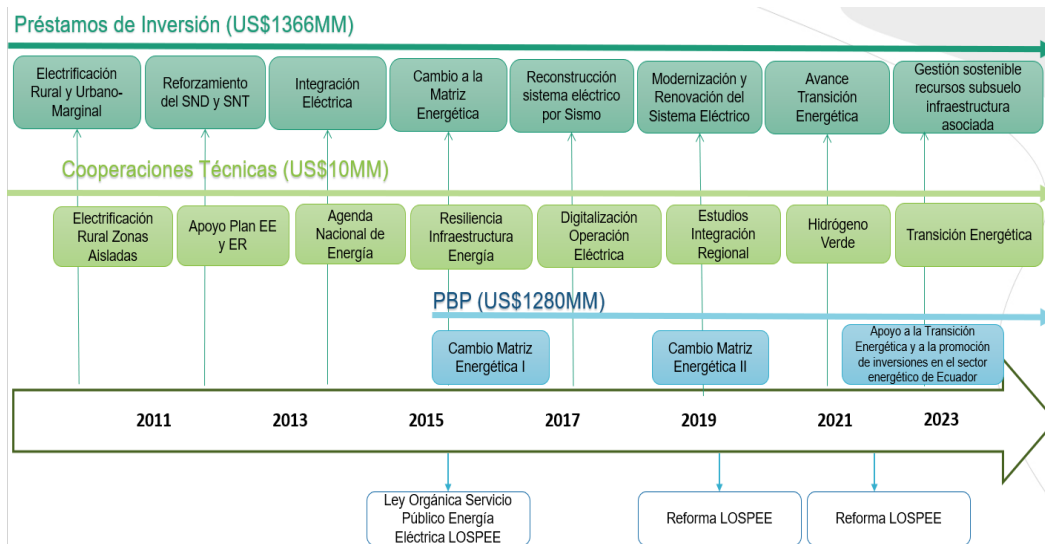 Préstamos de Inversión (US$1366MM)
Electrificación
Rural y Urbano-
Marginal
Reforzamiento
del SND y SNT
Integración
Eléctrica
Cambio a la
Matriz
Energética
Reconstrucción
sistema eléctrico
por Sismo
Modernización y
Renovación del
Sistema Eléctrico
Avance
Transición
Energética
Gestión sostenible
recursos subsuelo
infraestructura
asociada
Cooperaciones Técnicas (US$10MM)
Electrificación
Rural Zonas
Aisladas
Apoyo Plan EE
y ER
Agenda
Nacional de
Energía
Resiliencia
Infraestructura
Energía
Digitalización
Operación
Eléctrica
Estudios
Integración
Regional
Hidrógeno
Verde
Transición Energética
PBP (US$1280MM)
Cambio Matriz
Energética I
Cambio Matriz
Energética II
Apoyo a la Transición
Energética y a la promoción
de inversiones en el sector
energético de Ecuador
2011 2013 2015 2017 2019 2021 2023
Ley Orgánica Servicio
Público Energía
Eléctrica LOSPEE
Reforma LOSPEE
Reforma LOSPEE